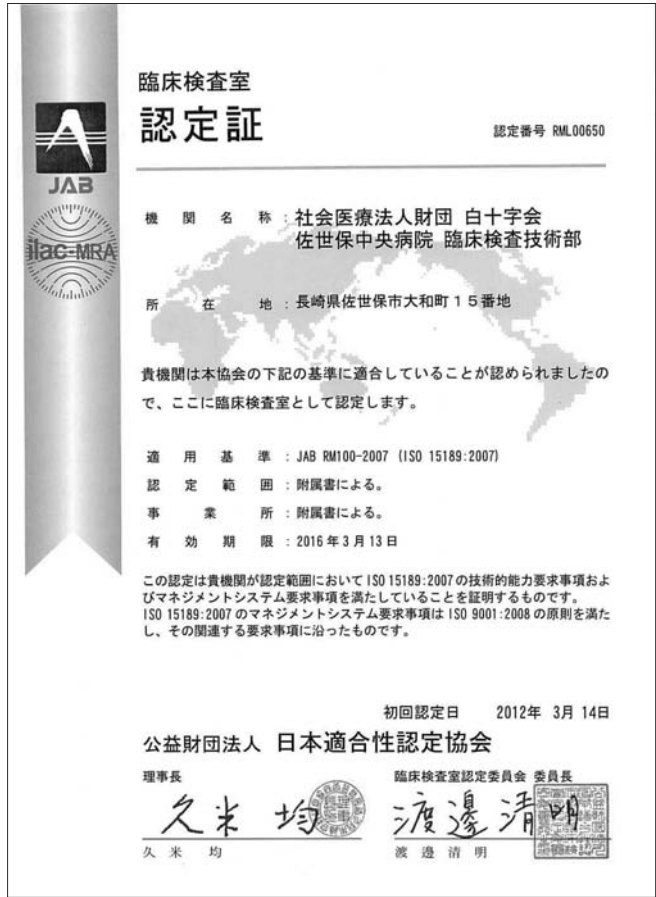 臨床検査室
認定証
認定番号 RML00650
JAB
ilac-MRA
機関名称：社会医療法人財団 白十字会
佐世保中央病院 臨床検査技術部
所在地：長崎県佐世保市大和町１５番地
貴機関は本協会の下記の基準に適合していることが認められましたの
で、ここに臨床検査室として認定します。
適用基準：JAB RM100-2007 (ISO 15189:2007)
認定範囲：附属書による。
事業所：附属書による。
有効期限：2016年3月13日
この認定は貴機関が認定範囲において ISO 15189:2007 の技術的能力要求事項およ
びマネジメントシステム要求事項を満たしていることを証明するものです。
ISO 15189:2007 のマネジメントシステム要求事項は ISO 9001:2008 の原則を満た
し、その関連する要求事項に沿ったものです。
初回認定日 2012年 3月 14日
公益財団法人 日本適合性認定協会
理事長 臨床検査室認定委員会 委員長
久米 均 渡邊清明
久米均 渡邊清明